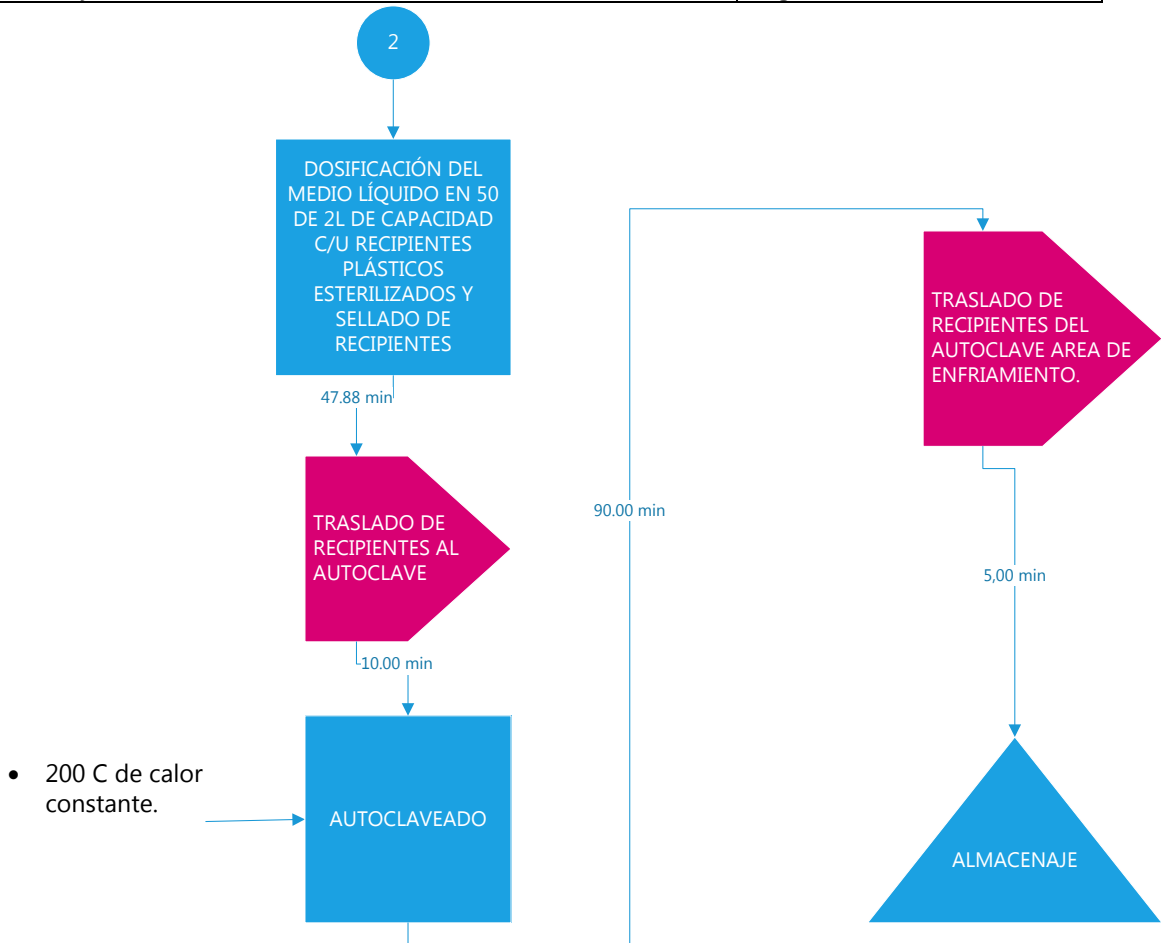 2
DOSIFICACIÓN DEL
MEDIO LÍQUIDO EN 50
DE 2L DE CAPACIDAD
C/U RECIPIENTES
PLÁSTICOS
ESTERILIZADOS Y
SELLADO DE
RECIPIENTES
47.88 min
TRASLADO DE
RECIPIENTES AL
AUTOCLAVE
10.00 min
• 200 C de calor
constante.
AUTOCLAVEADO
90.00 min
TRASLADO DE
RECIPIENTES DEL
AUTOCLAVE AREA DE
ENFRIAMIENTO.
5,00 min
ALMACENAJE